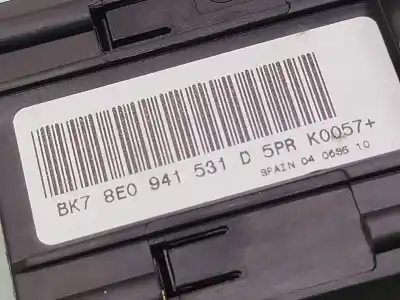 BK7 8E0 941 531 D 5PR K0057+
SPAIN 04 0695 10